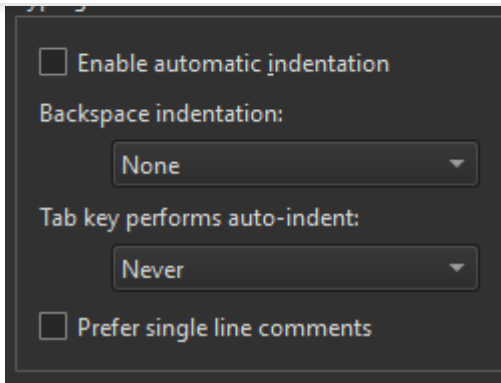 Enable automatic indentation
Backspace indentation:
None
Tab key performs auto-indent:
Never
Prefer single line comments